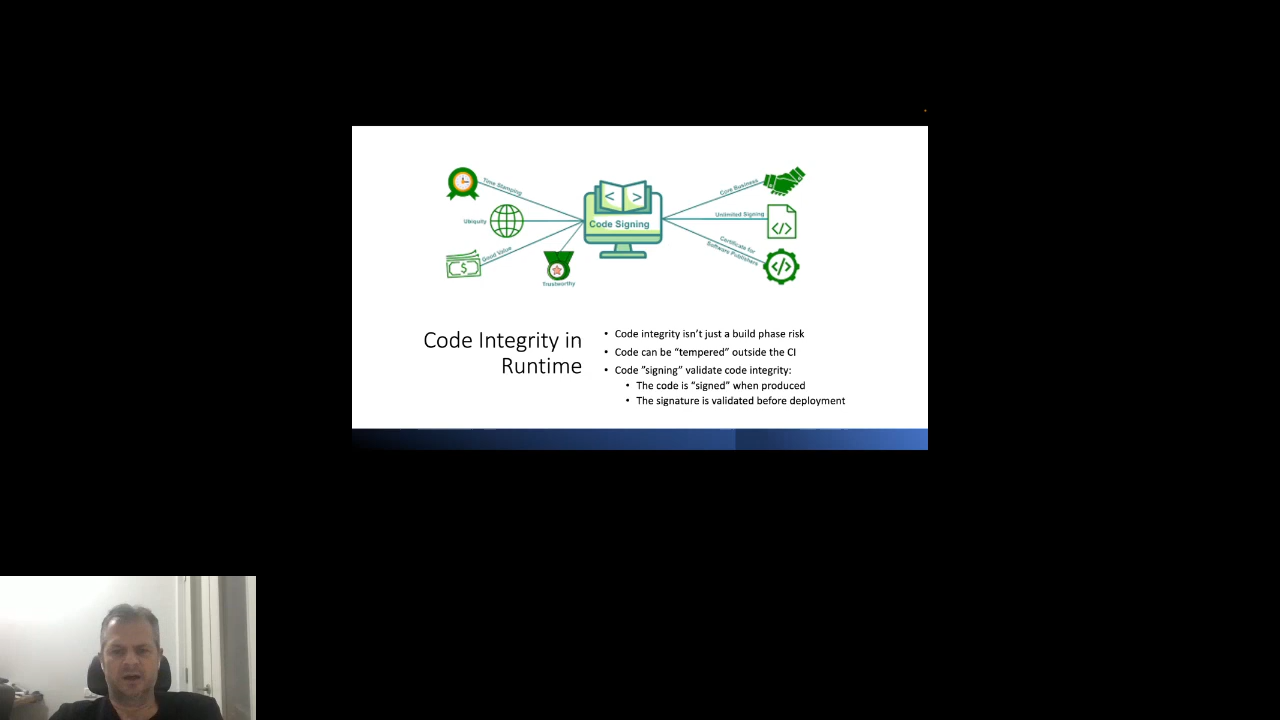 Time Stamping
Core Business
Ubiquity
Code Signing
Unlimited Signing
Good Value
Certificate for
Software Publishers
Trustworthy
Code Integrity in
Runtime
• Code integrity isn't just a build phase risk
• Code can be “tempered” outside the CI
• Code ”signing” validate code integrity:
• The code is “signed” when produced
• The signature is validated before deployment